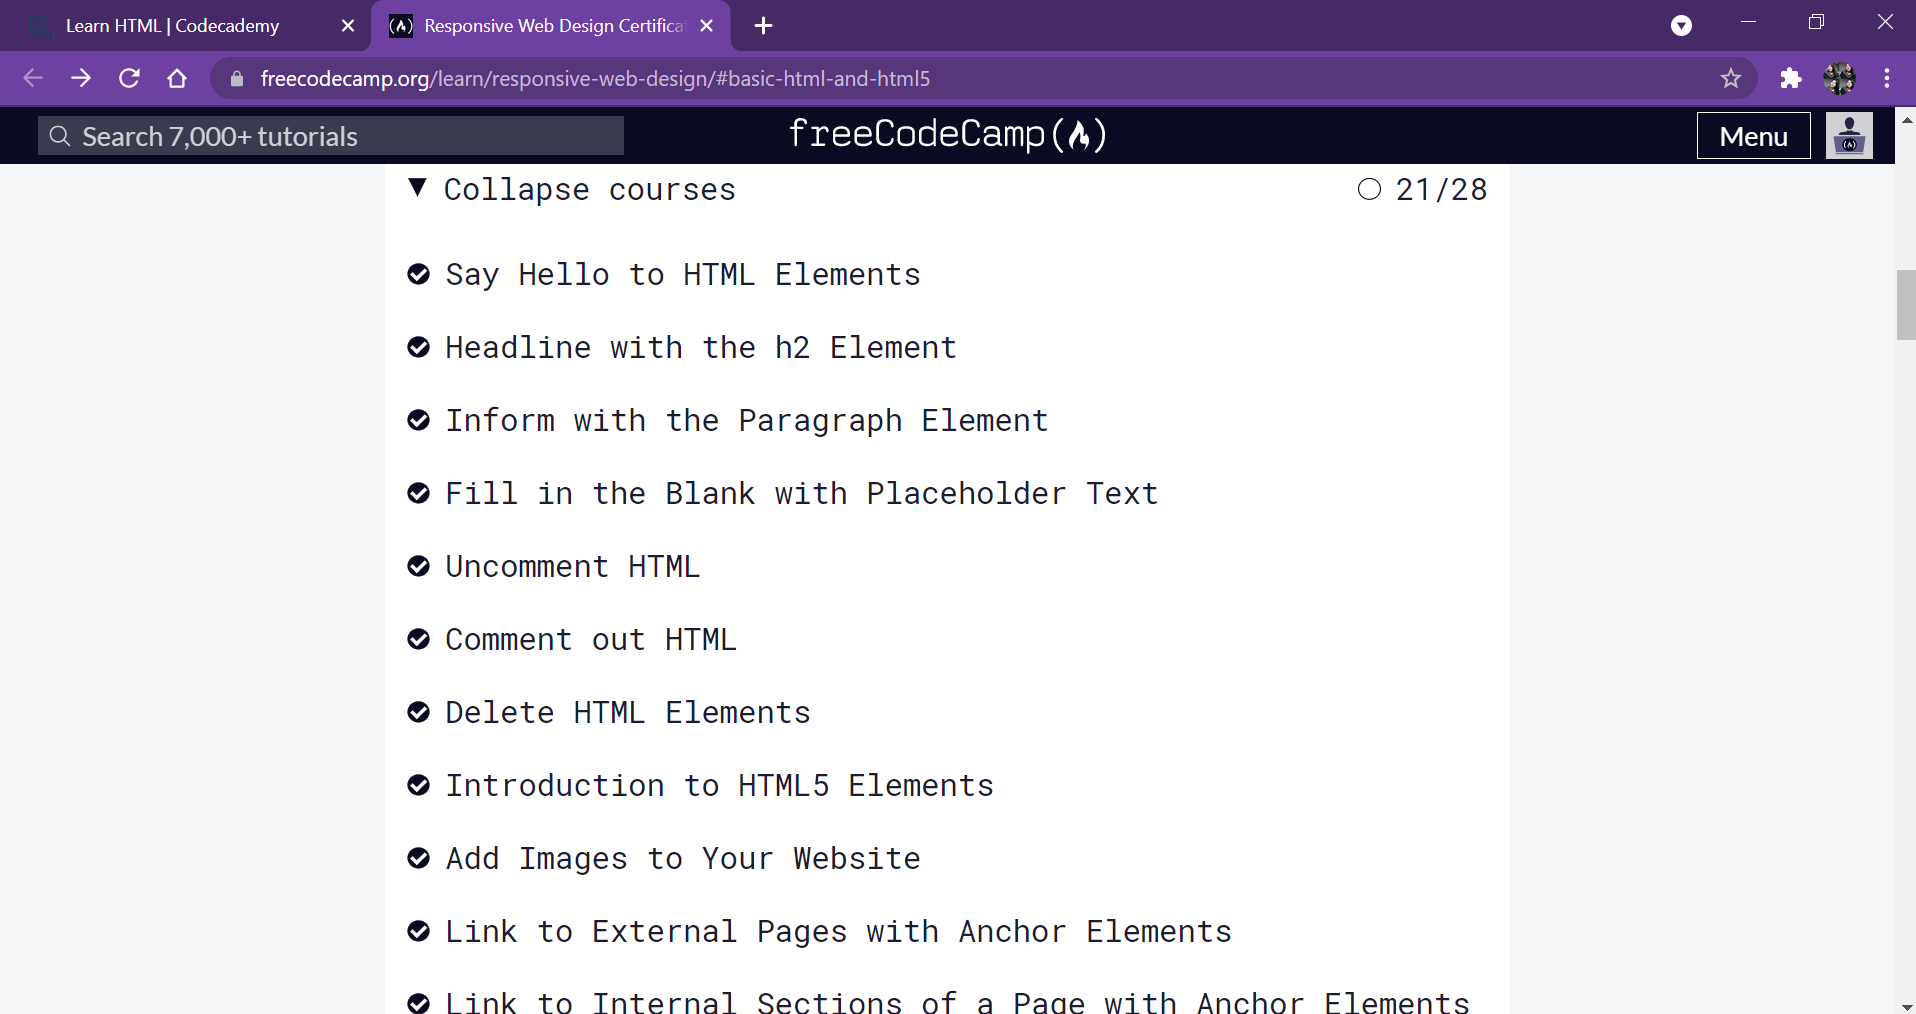 Learn HTML | Codecademy
Responsive Web Design Certifica
freecodecamp.org/learn/responsive-web-design/#basic-html-and-html5
Search 7,000+ tutorials
freeCodeCamp(🔥)
Menu
Collapse courses 21/28
Say Hello to HTML Elements
Headline with the h2 Element
Inform with the Paragraph Element
Fill in the Blank with Placeholder Text
Uncomment HTML
Comment out HTML
Delete HTML Elements
Introduction to HTML5 Elements
Add Images to Your Website
Link to External Pages with Anchor Elements
Link to Internal Sections of a Page with Anchor Elements